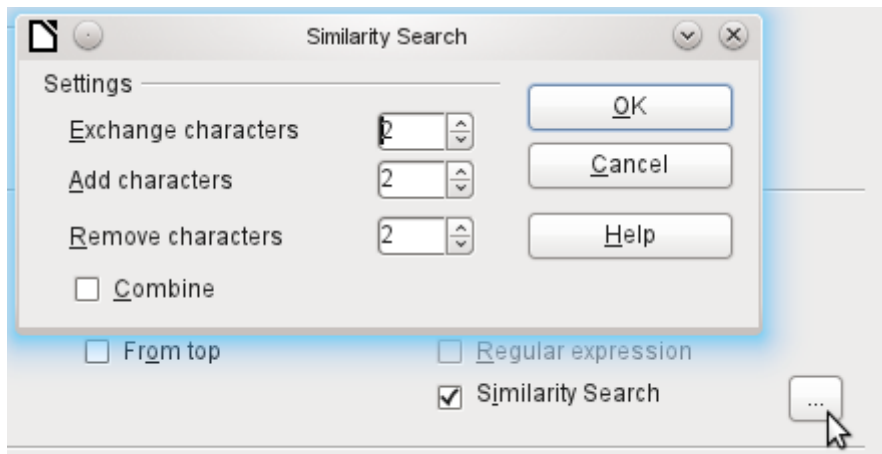 Similarity Search
Settings
Exchange characters 2
OK
Add characters 2
Cancel
Remove characters 2
Help
Combine
From top
Regular expression
Similarity Search
...